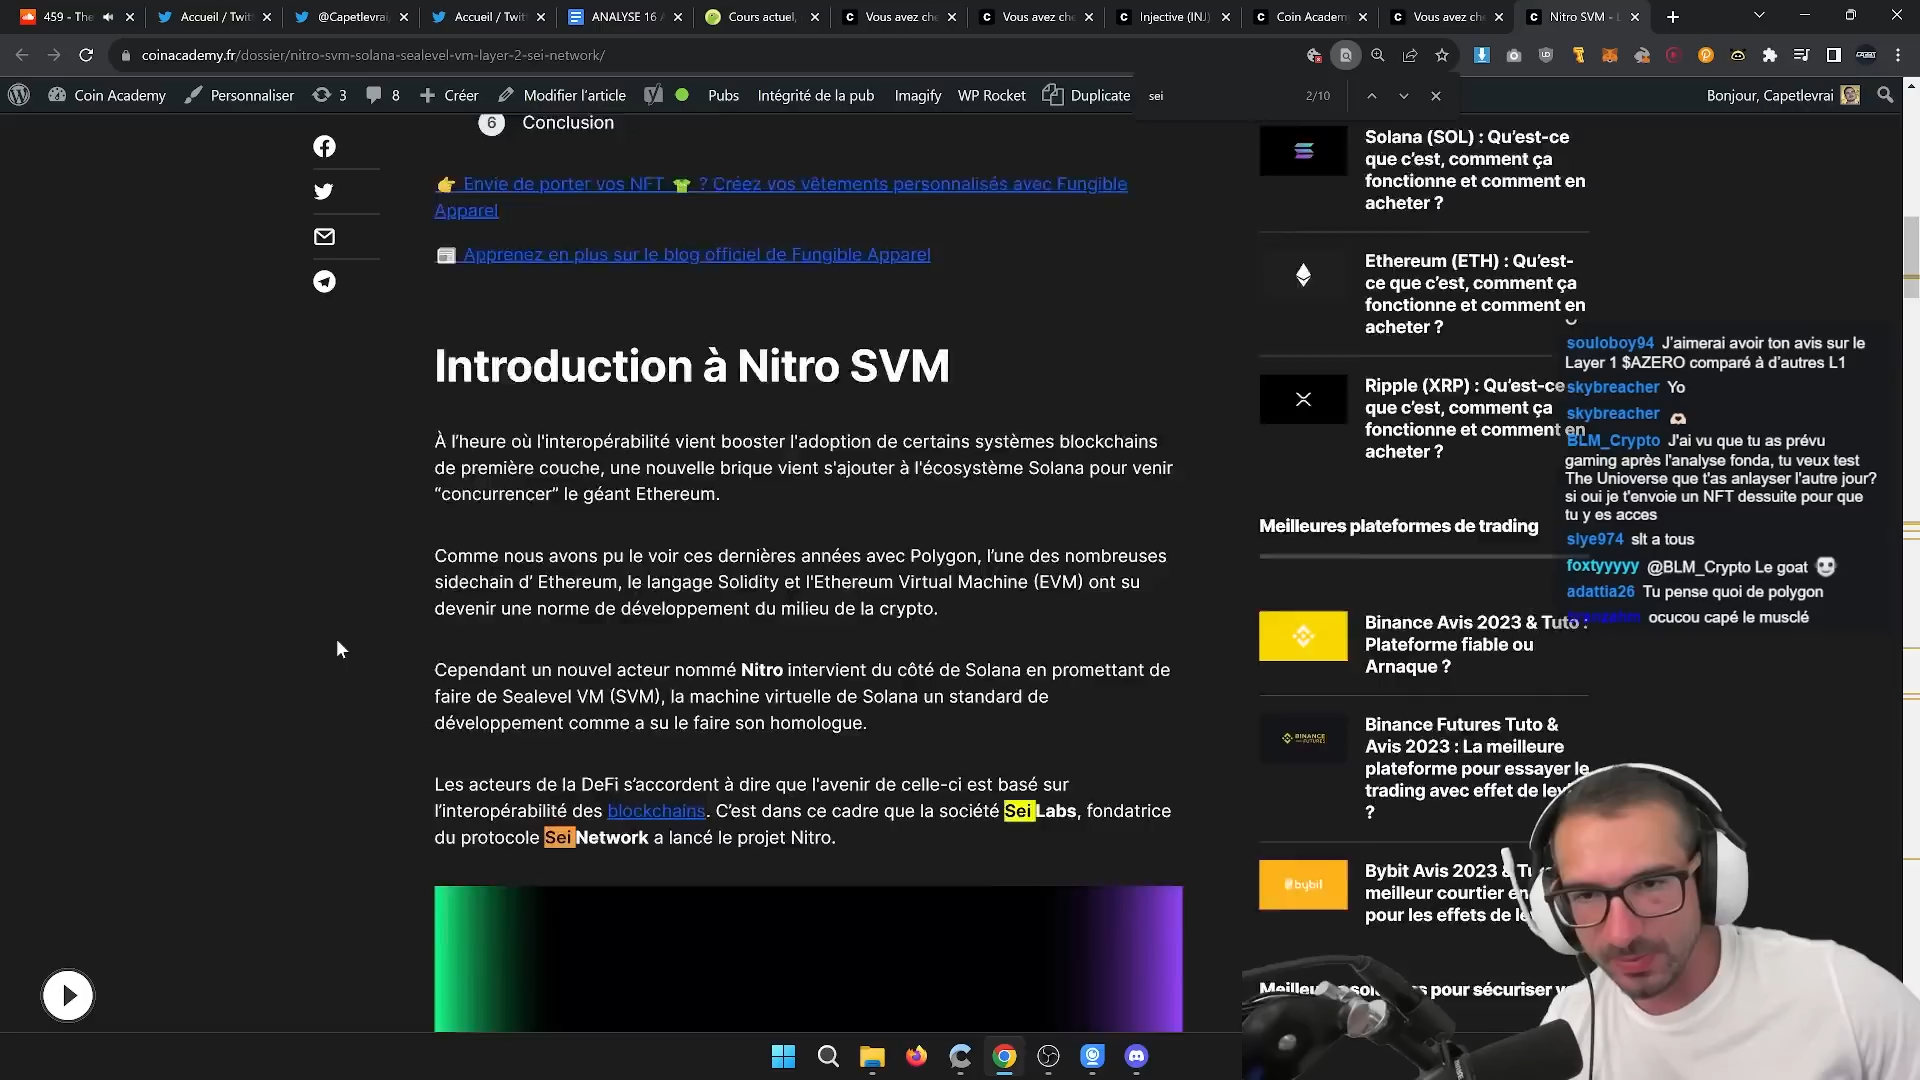 459 - The
Accueil / Twit
@Capetlevrai
Accueil / Twit
ANALYSE 16 A
Cours actuel,
Vous avez che
Vous avez che
Injective (INJ)
Coin Academ
Vous avez che
Nitro SVM - L
coinacademy.fr/dossier/nitro-svm-solana-sealevel-vm-layer-2-sei-network/
Coin Academy
Personnaliser
3
8
Créer
Modifier l'article
Pubs
Intégrité de la pub
Imagify
WP Rocket
Duplicate
sei
2/10
Bonjour, Capetlevrai
6 Conclusion
Envie de porter vos NFT ? Créez vos vêtements personnalisés avec Fungible
Apparel
Apprenez en plus sur le blog officiel de Fungible Apparel
Introduction à Nitro SVM
À l’heure où l'interopérabilité vient booster l'adoption de certains systèmes blockchains
de première couche, une nouvelle brique vient s'ajouter à l'écosystème Solana pour venir
“concurrencer” le géant Ethereum.
Comme nous avons pu le voir ces dernières années avec Polygon, l’une des nombreuses
sidechain d’ Ethereum, le langage Solidity et l'Ethereum Virtual Machine (EVM) ont su
devenir une norme de développement du milieu de la crypto.
Cependant un nouvel acteur nommé Nitro intervient du côté de Solana en promettant de
faire de Sealevel VM (SVM), la machine virtuelle de Solana un standard de
développement comme a su le faire son homologue.
Les acteurs de la DeFi s’accordent à dire que l'avenir de celle-ci est basé sur
l’interopérabilité des blockchains. C’est dans ce cadre que la société Sei Labs, fondatrice
du protocole Sei Network a lancé le projet Nitro.
Solana (SOL) : Qu’est-ce
que c’est, comment ça
fonctionne et comment en
acheter ?
Ethereum (ETH) : Qu’est-
ce que c’est, comment ça
fonctionne et comment en
acheter ?
Ripple (XRP) : Qu’est-ce
que c’est, comment ça
fonctionne et comment en
acheter ?
Meilleures plateformes de trading
BINANCE
Binance Avis 2023 & Tuto :
Plateforme fiable ou
Arnaque ?
Binance Futures Tuto &
Avis 2023 : La meilleure
plateforme pour essayer le
trading avec effet de levi
?
bybit
Bybit Avis 2023 & Tu
meilleur courtier en
pour les effets de le
Meilleu sol s pour sécuriser v
souloboy94 J’aimerai avoir ton avis sur le
Layer 1 $AZERO comparé à d’autres L1
skybreacher Yo
skybreacher
BLM_Crypto J'ai vu que tu as prévu
gaming après l'analyse fonda, tu veux test
The Unioverse que t'as anlayser l'autre jour?
si oui je t'envoie un NFT dessuite pour que
tu y es acces
slye974 slt a tous
foxtyyyyy @BLM_Crypto Le goat
adattia26 Tu pense quoi de polygon
ocucou capé le musclé